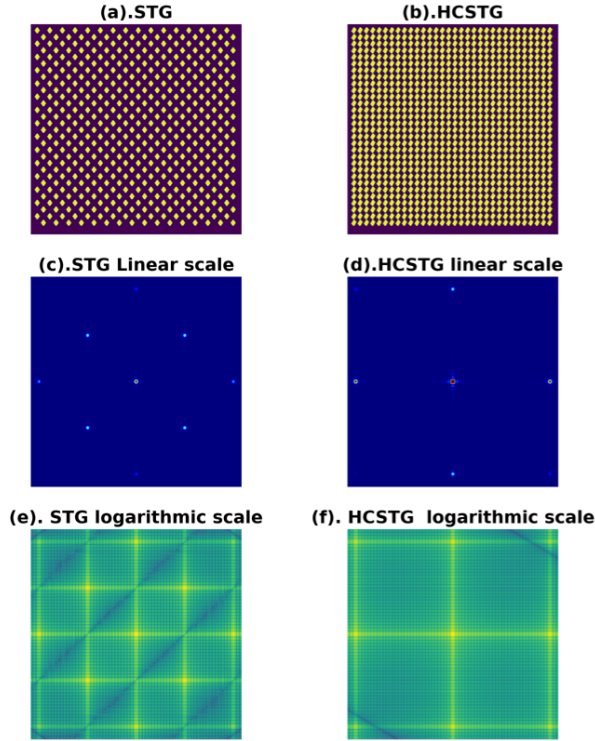 (a).STG
(b).HCSTG
(c).STG Linear scale
(d).HCSTG linear scale
(e). STG logarithmic scale
(f). HCSTG  logarithmic scale